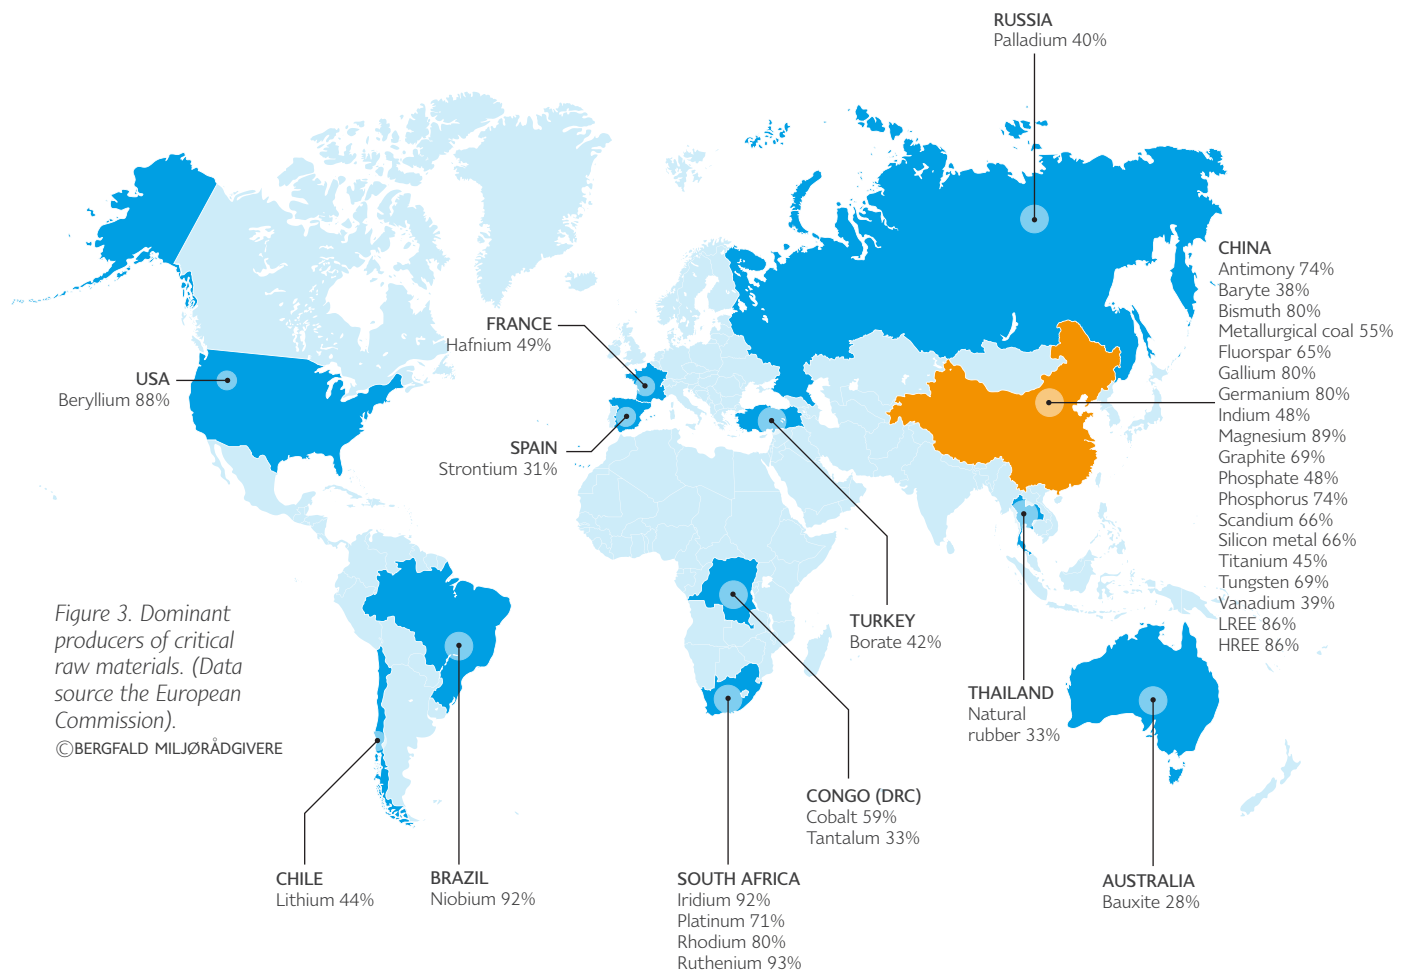 RUSSIA
Palladium 40%
CHINA
Antimony 74%
Baryte 38%
Bismuth 80%
Metallurgical coal 55%
Fluorspar 65%
Gallium 80%
Germanium 80%
Indium 48%
Magnesium 89%
Graphite 69%
Phosphate 48%
Phosphorus 74%
Scandium 66%
Silicon metal 66%
Titanium 45%
Tungsten 69%
Vanadium 39%
LREE 86%
HREE 86%
FRANCE
Hafnium 49%
USA
Beryllium 88%
SPAIN
Strontium 31%
TURKEY
Borate 42%
Figure 3. Dominant
producers of critical
raw materials. (Data
source the European
Commission).
©BERGFALD MILJØRÅDGIVERE
THAILAND
Natural
rubber 33%
CONGO (DRC)
Cobalt 59%
Tantalum 33%
CHILE
Lithium 44%
BRAZIL
Niobium 92%
SOUTH AFRICA
Iridium 92%
Platinum 71%
Rhodium 80%
Ruthenium 93%
AUSTRALIA
Bauxite 28%